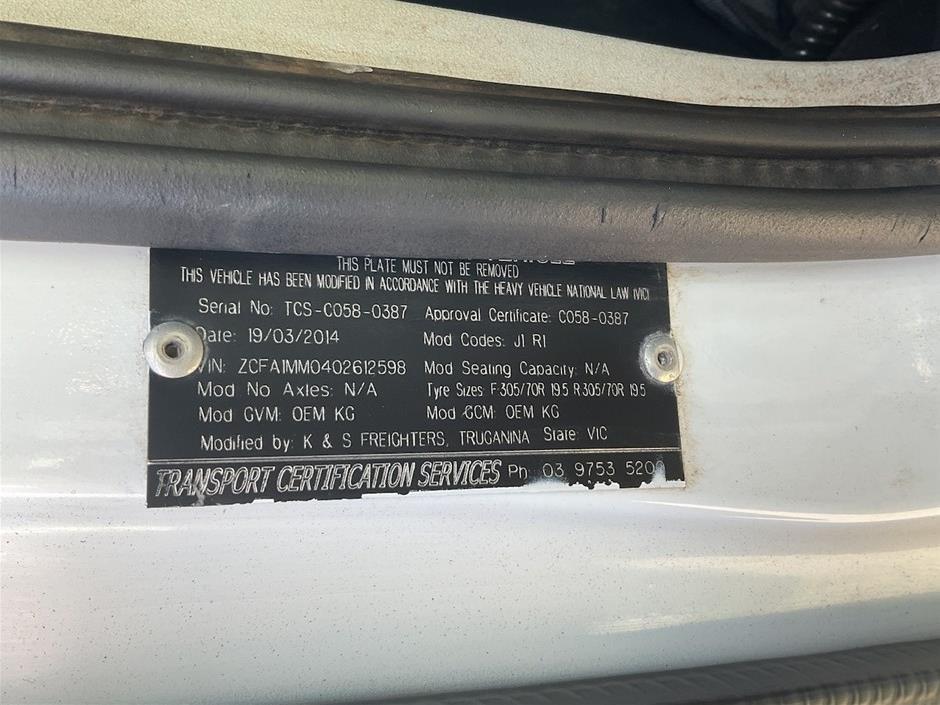 THIS PLATE MUST NOT BE REMOVED
THIS VEHICLE HAS BEEN MODIFIED IN ACCORDANCE WITH THE HEAVY VEHICLE NATIONAL LAW (VIC)
Serial No: TCS-C058-0387 Approval Certificate: C058-0387
Date: 19/03/2014 Mod Codes: J1 R1
VIN: ZCFA1MM0402612598 Mod Seating Capacity: N/A
Mod No Axles: N/A Tyre Sizes: F:305/70R 19.5 R:305/70R 19.5
Mod GVM: OEM KG Mod GCM: OEM KG
Modified by: K & S FREIGHTERS, TRUGANINA State: VIC
TRANSPORT CERTIFICATION SERVICES Ph: 03 9753